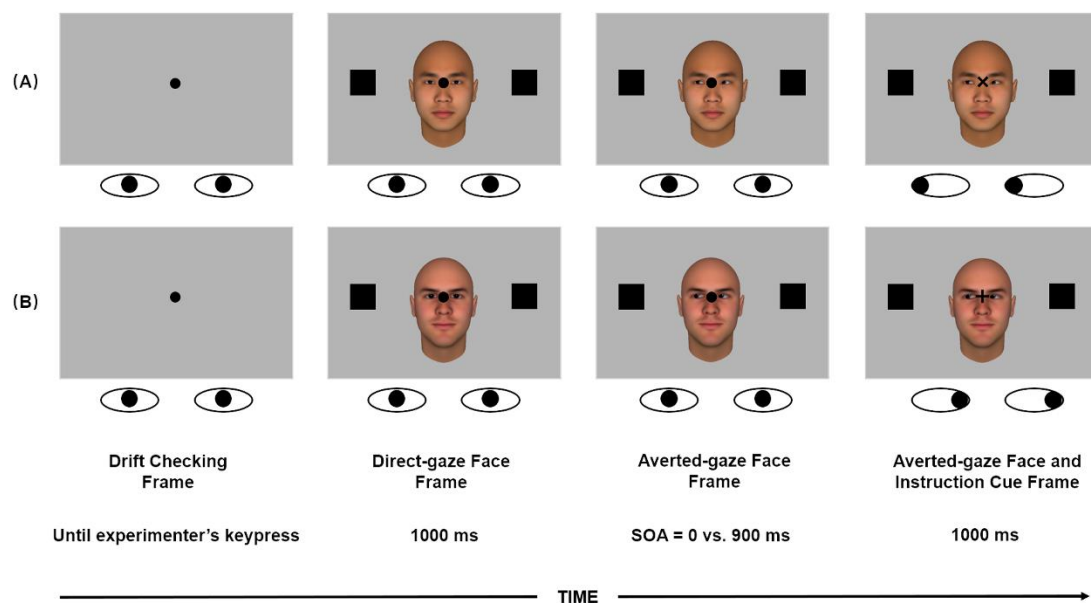 (A)
(B)
Drift Checking
Frame
Direct-gaze Face
Frame
Averted-gaze Face
Frame
Averted-gaze Face and
Instruction Cue Frame
Until experimenter's keypress
1000 ms
SOA = 0 vs. 900 ms
1000 ms
TIME